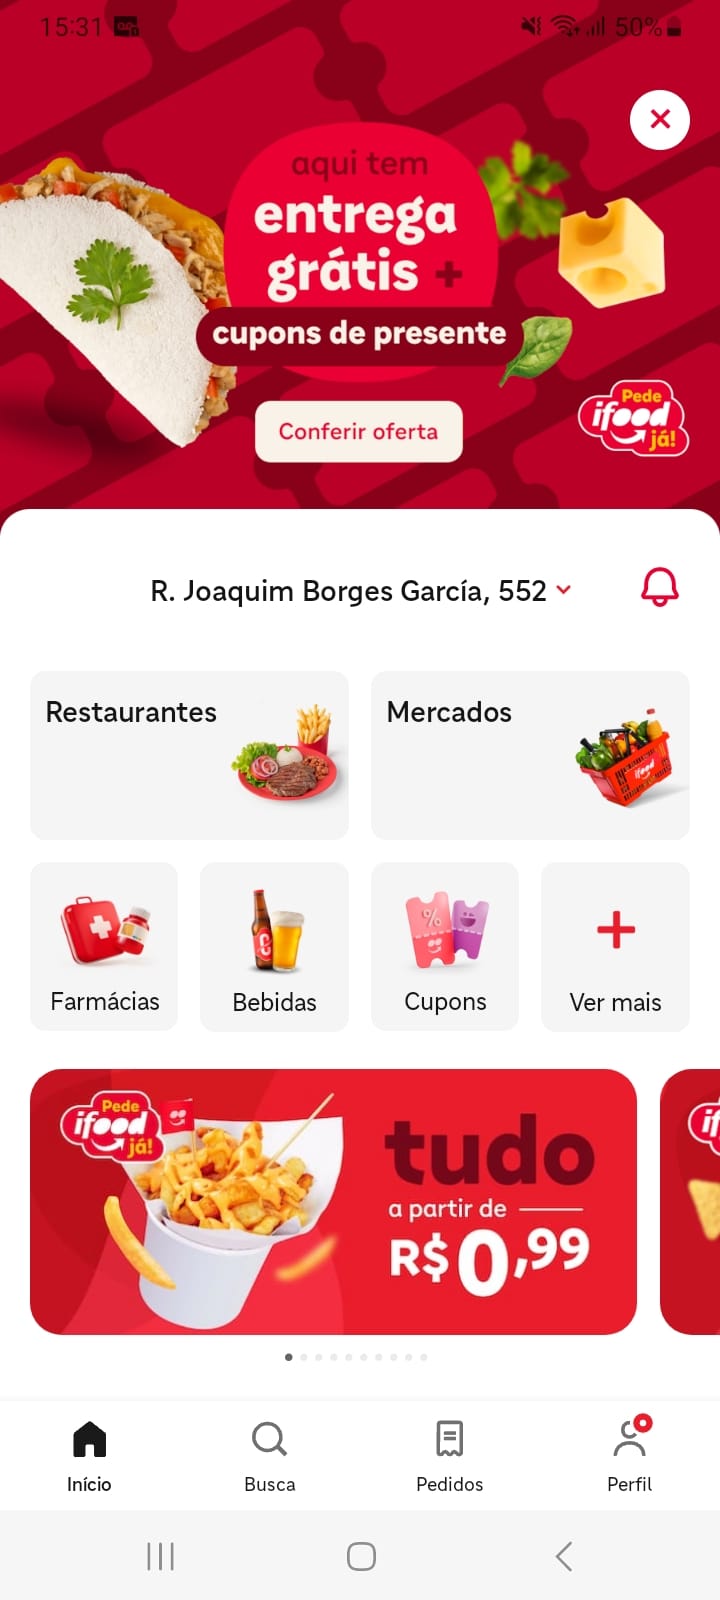 15:31
50%
aqui tem
entrega
grátis +
cupons de presente
Conferir oferta
Pede
ifood
já!
R. Joaquim Borges García, 552
Restaurantes
Mercados
ifood
Farmácias
Bebidas
Cupons
Ver mais
Pede
ifood
já!
tudo
a partir de
R$ 0,99
Início
Busca
Pedidos
Perfil